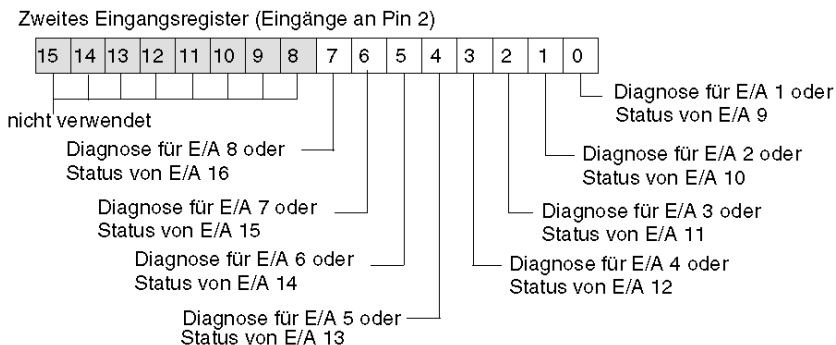 Zweites Eingangsregister (Eingänge an Pin 2)
15 14 13 12 11 10 9 8 7 6 5 4 3 2 1 0
Diagnose für E/A 1 oder
Status von E/A 9
nicht verwendet
Diagnose für E/A 8 oder
Status von E/A 16
Diagnose für E/A 2 oder
Status von E/A 10
Diagnose für E/A 7 oder
Status von E/A 15
Diagnose für E/A 3 oder
Status von E/A 11
Diagnose für E/A 6 oder
Status von E/A 14
Diagnose für E/A 4 oder
Status von E/A 12
Diagnose für E/A 5 oder
Status von E/A 13